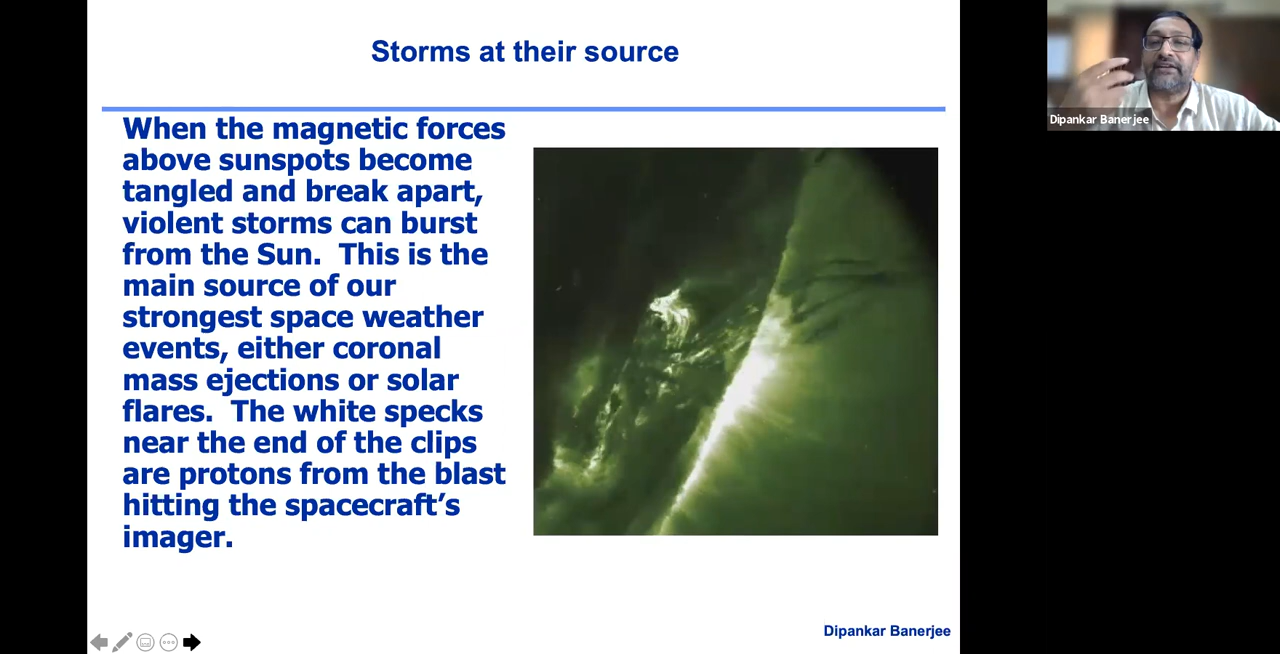 Storms at their source
When the magnetic forces
above sunspots become
tangled and break apart,
violent storms can burst
from the Sun.  This is the
main source of our
strongest space weather
events, either coronal
mass ejections or solar
flares.  The white specks
near the end of the clips
are protons from the blast
hitting the spacecraft’s
imager.
Dipankar Banerjee
Dipankar Banerjee